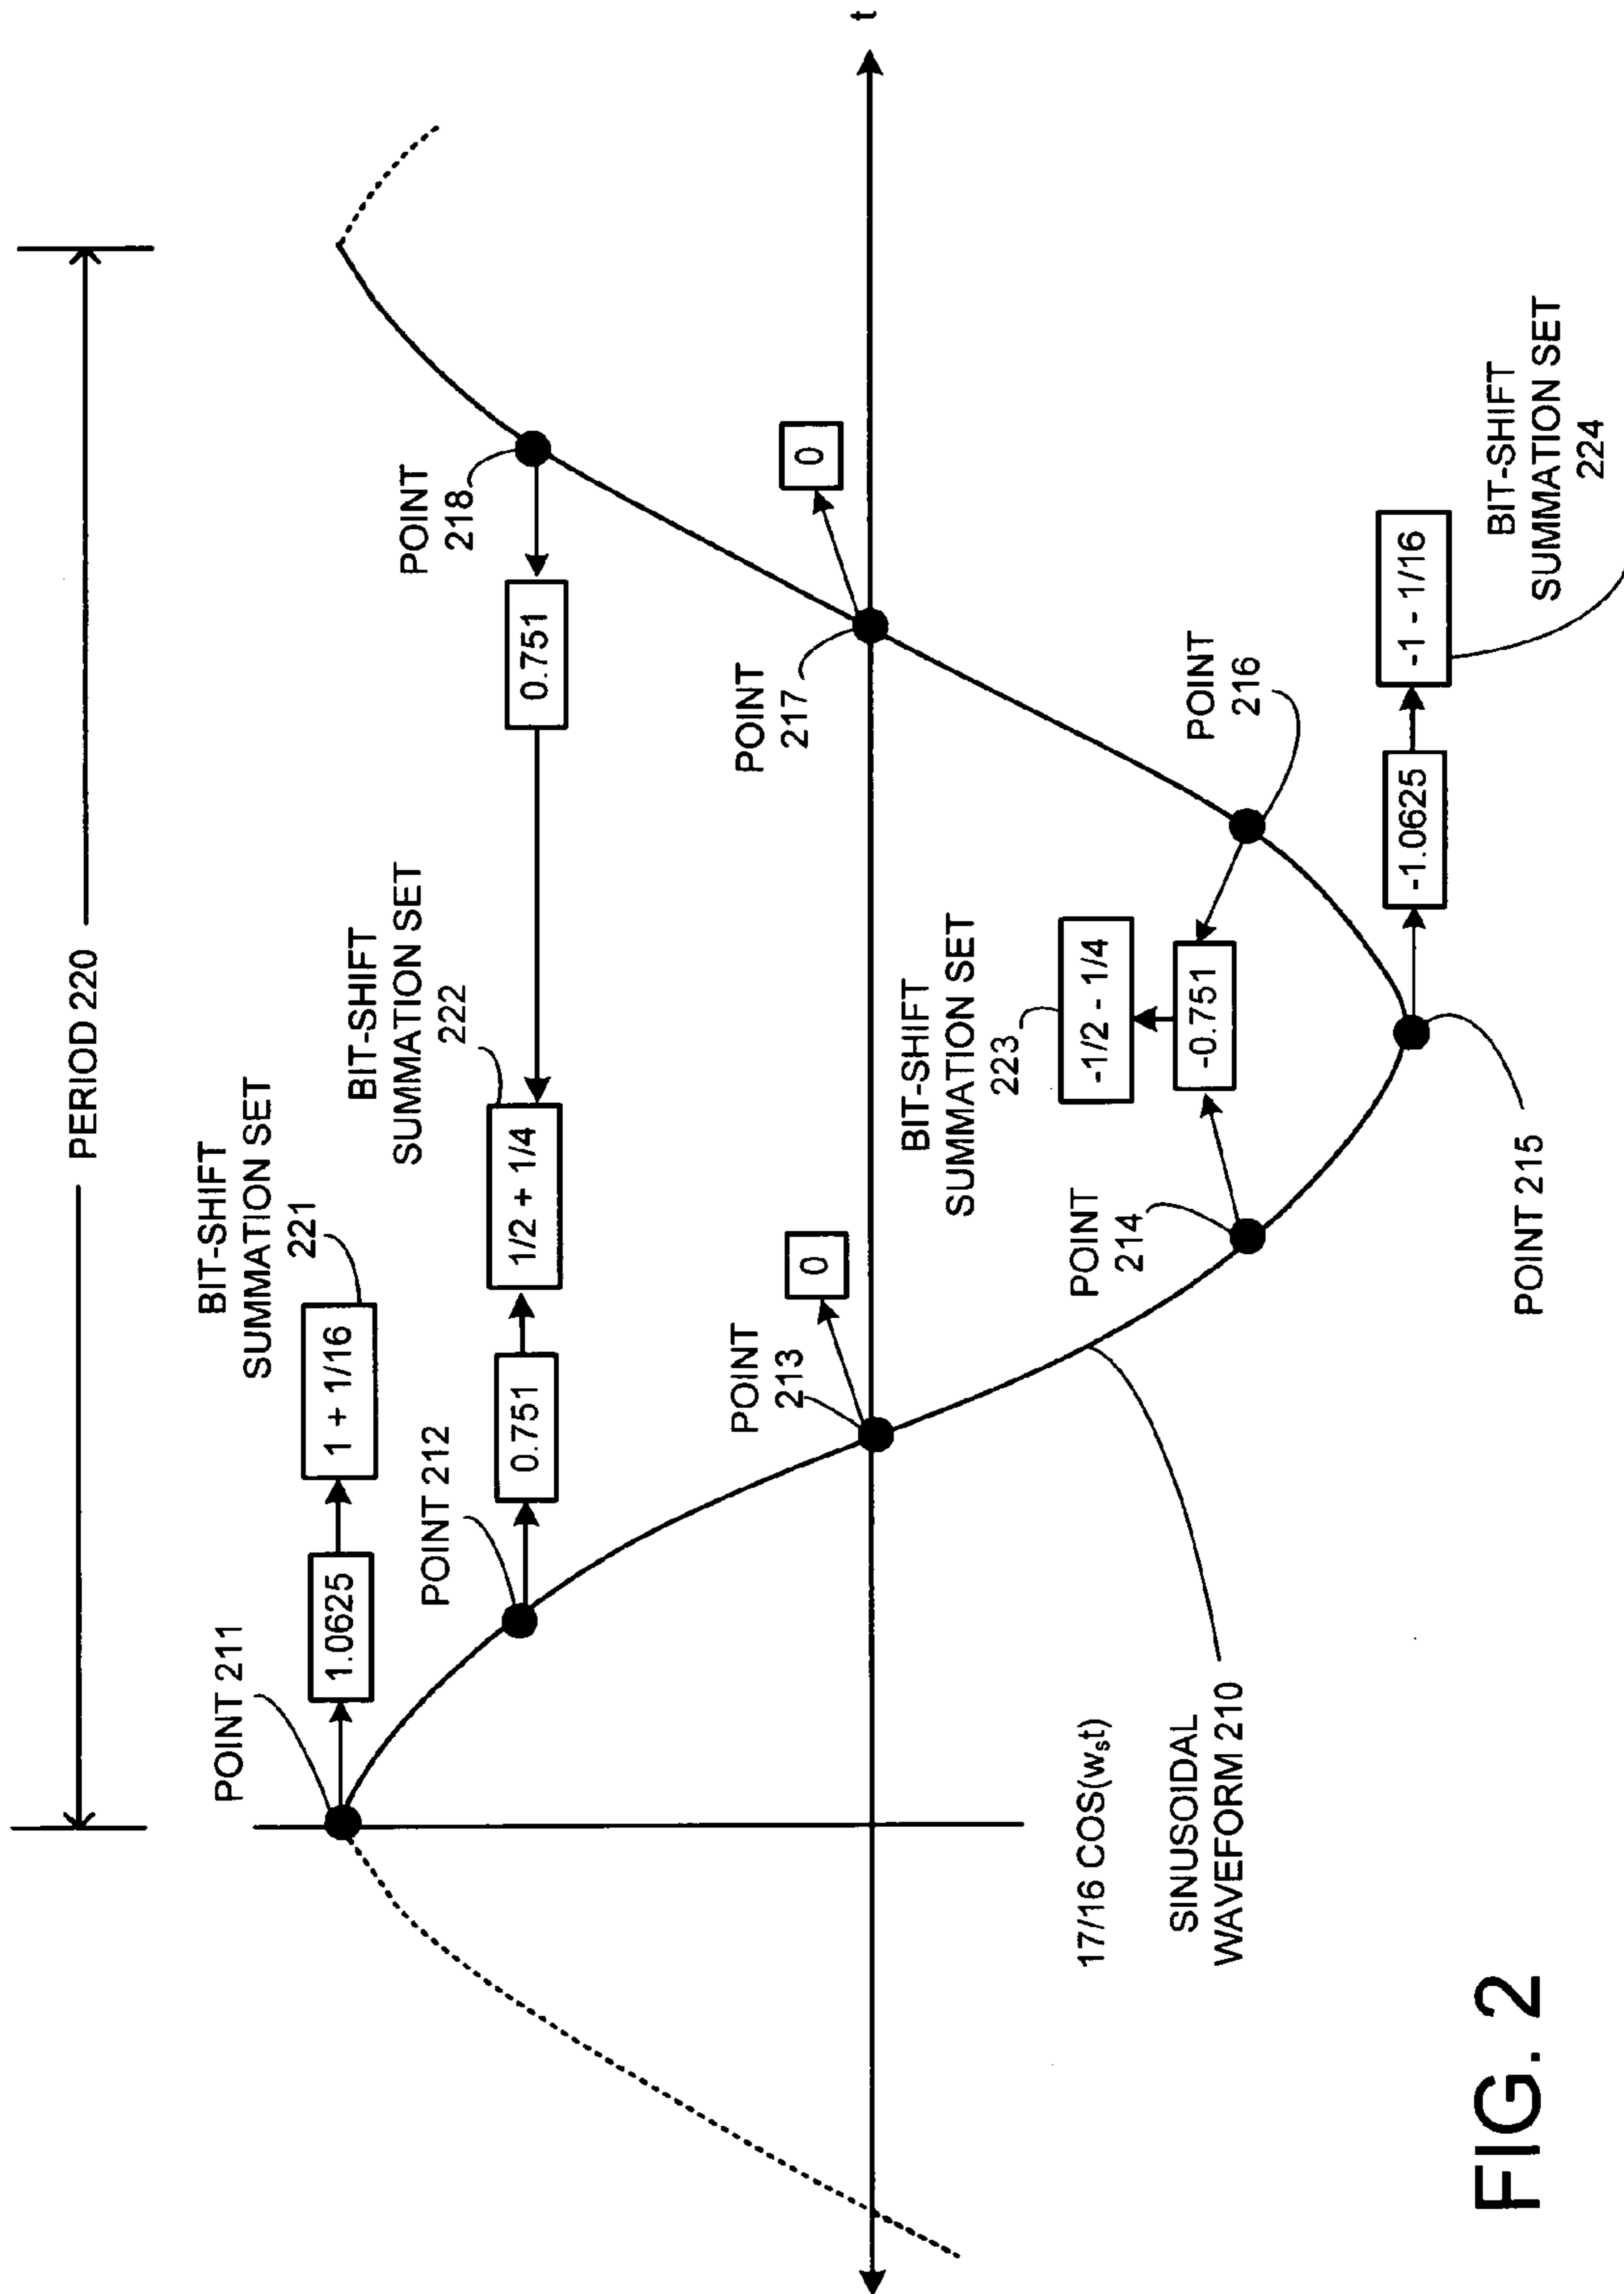 PERIOD 220
BIT-SHIFT
SUMMATION SET
221
POINT 211
1.0625
1 + 1/16
BIT-SHIFT
SUMMATION SET
222
POINT 212
0.751
1/2 + 1/4
0.751
POINT
218
POINT
213
0
POINT
217
0
t
BIT-SHIFT
SUMMATION SET
223
-1/2 - 1/4
-0.751
POINT
214
POINT
216
17/16 COS(wst)
SINUSOIDAL
WAVEFORM 210
POINT 215
-1.0625
-1 - 1/16
BIT-SHIFT
SUMMATION SET
224
FIG. 2